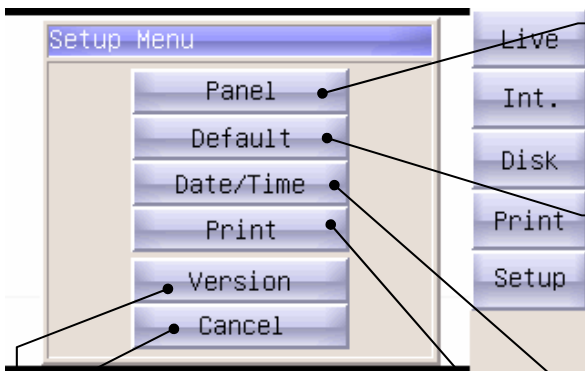 Setup Menu
Panel
Default
Date/Time
Print
Version
Cancel
Live
Int.
Disk
Print
Setup